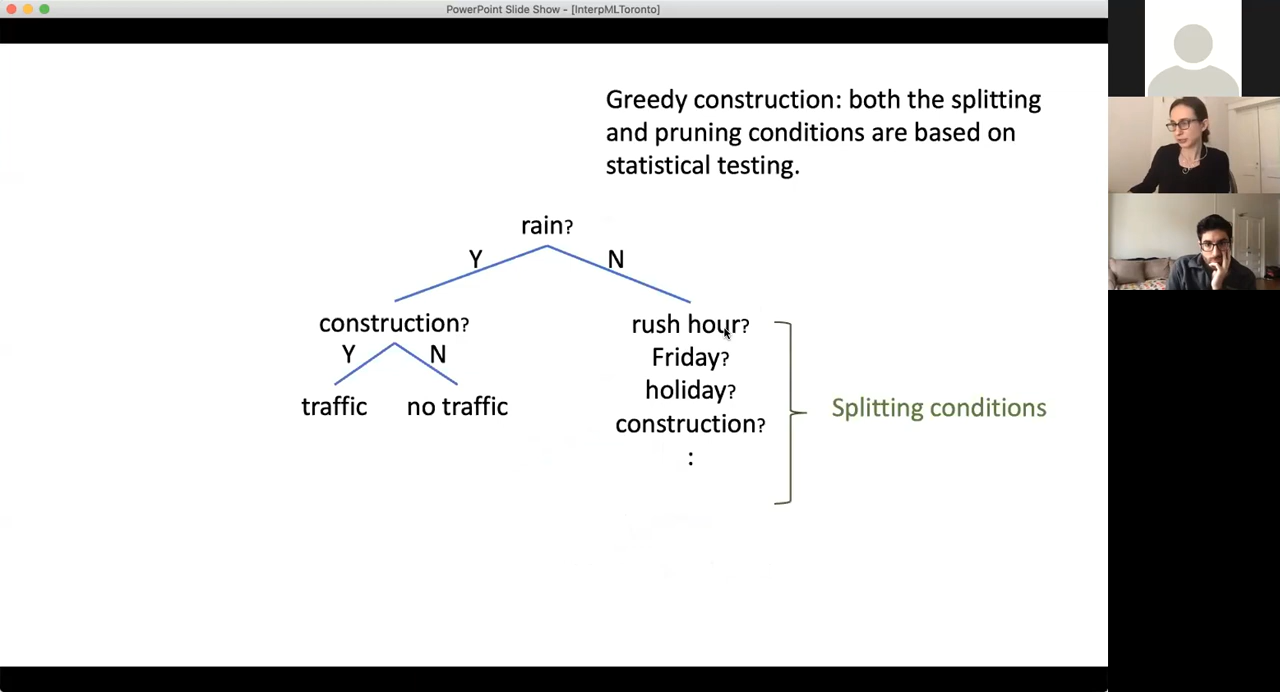 PowerPoint Slide Show - [InterpMLToronto]
Greedy construction: both the splitting
and pruning conditions are based on
statistical testing.
rain?
Y N
construction?
Y N
traffic no traffic
rush hour?
Friday?
holiday?
construction?
:
Splitting conditions